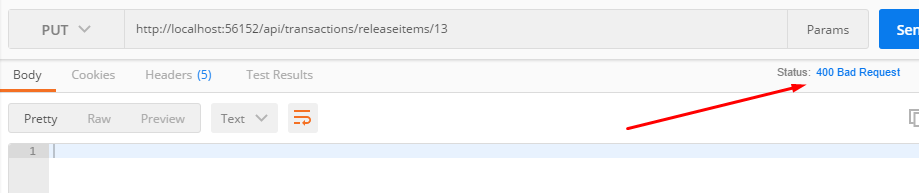 PUT http://localhost:56152/api/transactions/releaseitems/13 Params Sen
Body Cookies Headers (5) Test Results Status: 400 Bad Request
Pretty Raw Preview Text
1